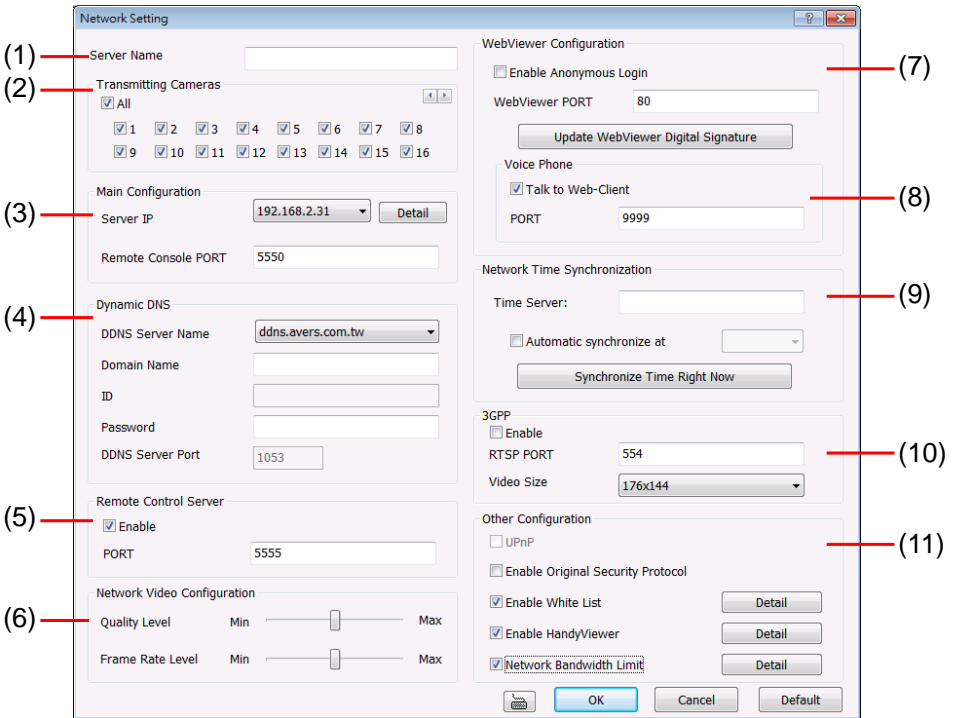 Network Setting
(1)
Server Name
(2)
Transmitting Cameras
All
1 2 3 4 5 6 7 8
9 10 11 12 13 14 15 16
Main Configuration
(3)
Server IP 192.168.2.31 Detail
Remote Console PORT 5550
Dynamic DNS
(4)
DDNS Server Name ddns.avers.com.tw
Domain Name
ID
Password
DDNS Server Port 1053
Remote Control Server
(5)
Enable
PORT 5555
Network Video Configuration
(6)
Quality Level Min Max
Frame Rate Level Min Max
WebViewer Configuration
(7)
Enable Anonymous Login
WebViewer PORT 80
Update WebViewer Digital Signature
Voice Phone
Talk to Web-Client
(8)
PORT 9999
Network Time Synchronization
(9)
Time Server:
Automatic synchronize at
Synchronize Time Right Now
3GPP
Enable
RTSP PORT 554
(10)
Video Size 176x144
Other Configuration
UPnP
(11)
Enable Original Security Protocol
Enable White List Detail
Enable HandyViewer Detail
Network Bandwidth Limit Detail
OK Cancel Default